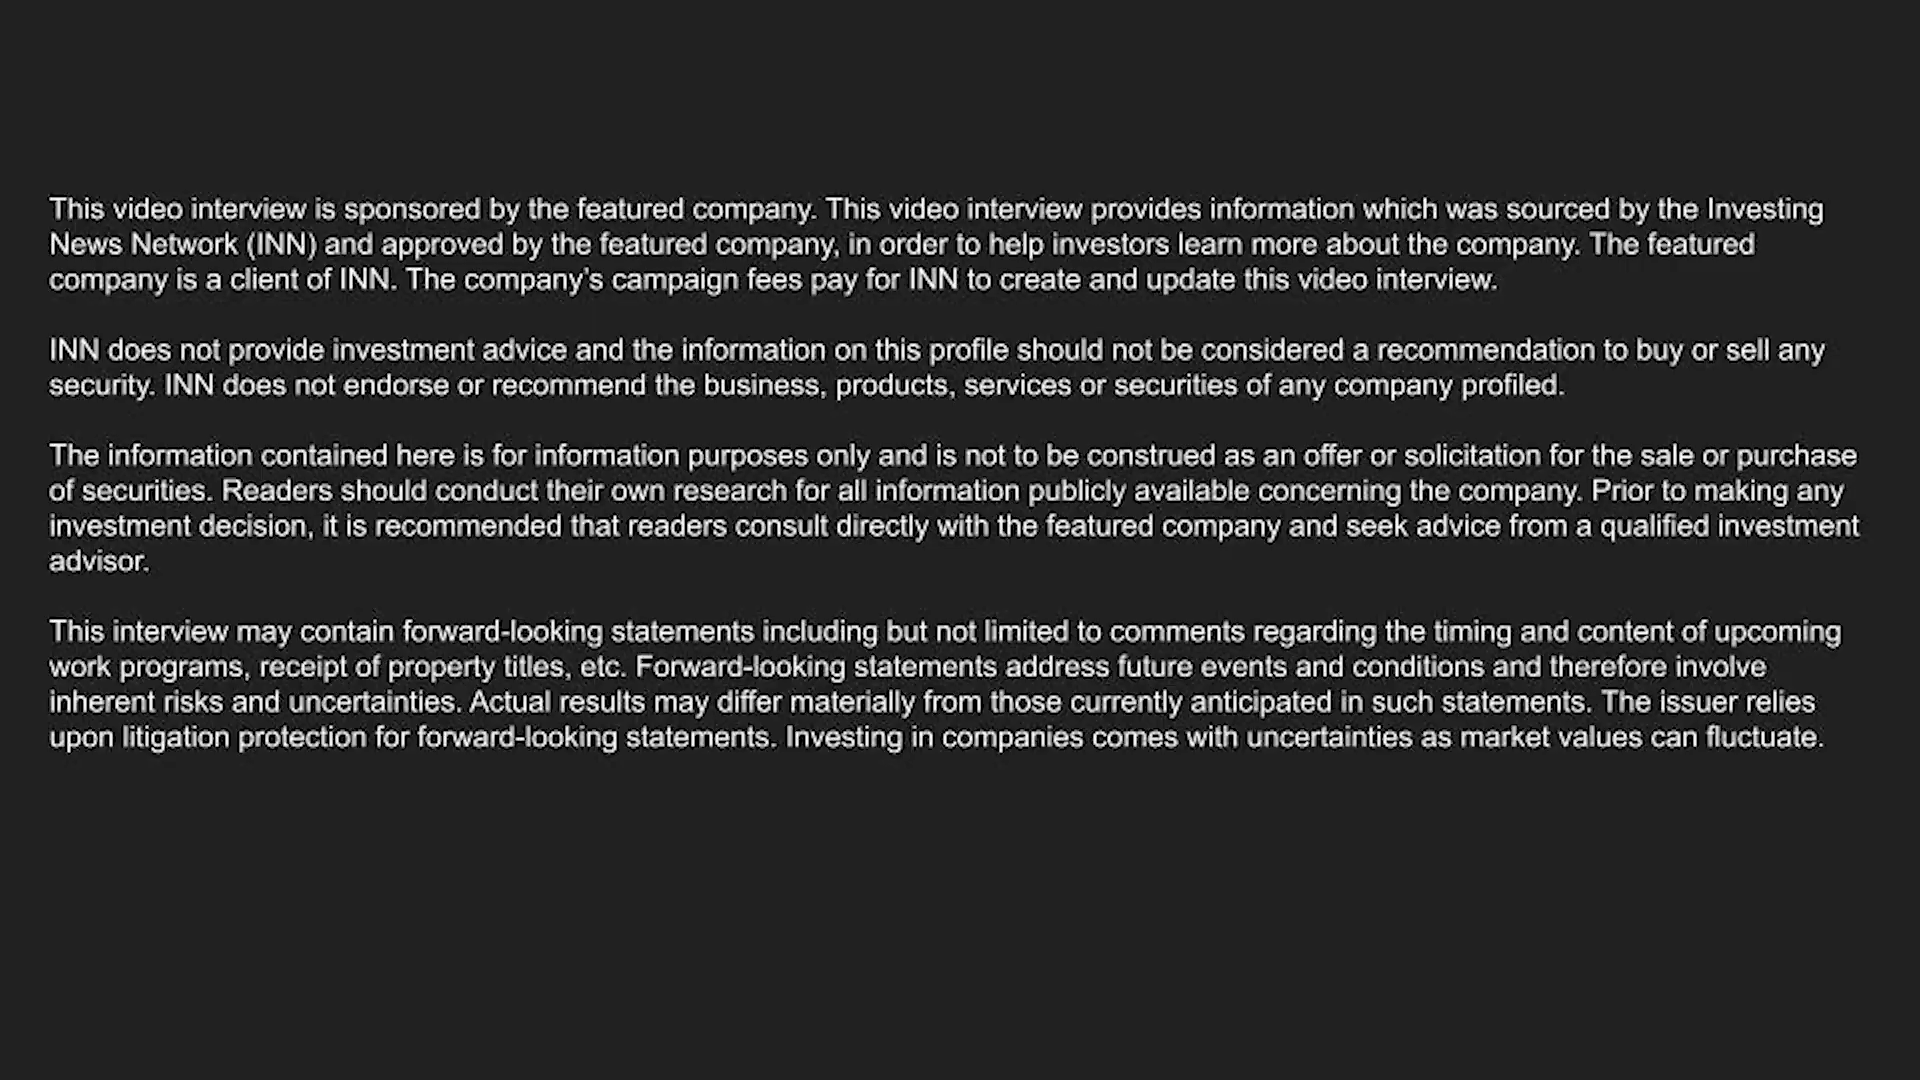 This video interview is sponsored by the featured company. This video interview provides information which was sourced by the Investing
News Network (INN) and approved by the featured company, in order to help investors learn more about the company. The featured
company is a client of INN. The company’s campaign fees pay for INN to create and update this video interview.
INN does not provide investment advice and the information on this profile should not be considered a recommendation to buy or sell any
security. INN does not endorse or recommend the business, products, services or securities of any company profiled.
The information contained here is for information purposes only and is not to be construed as an offer or solicitation for the sale or purchase
of securities. Readers should conduct their own research for all information publicly available concerning the company. Prior to making any
investment decision, it is recommended that readers consult directly with the featured company and seek advice from a qualified investment
advisor.
This interview may contain forward-looking statements including but not limited to comments regarding the timing and content of upcoming
work programs, receipt of property titles, etc. Forward-looking statements address future events and conditions and therefore involve
inherent risks and uncertainties. Actual results may differ materially from those currently anticipated in such statements. The issuer relies
upon litigation protection for forward-looking statements. Investing in companies comes with uncertainties as market values can fluctuate.